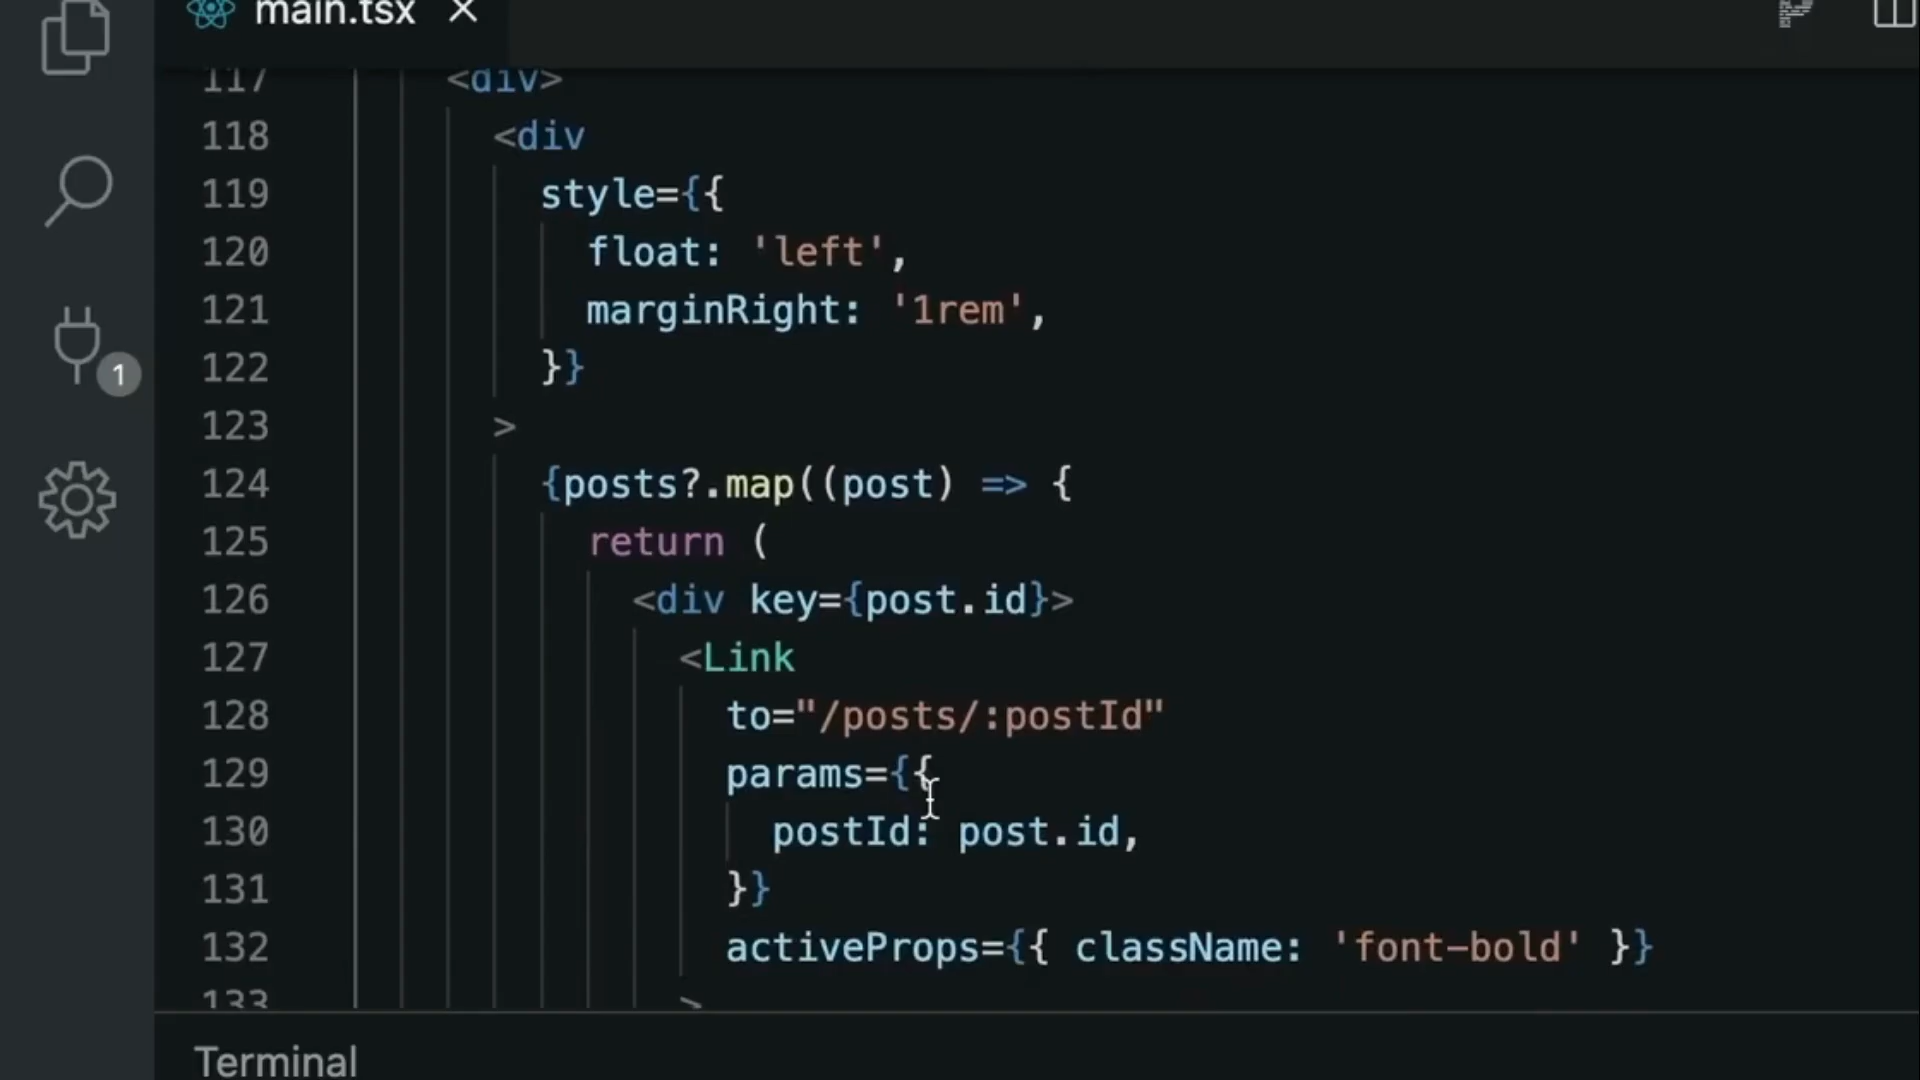 main.tsx
117 <div>
118 <div
119 style={{
120 float: 'left',
121 marginRight: '1rem',
122 }}
123 >
124 {posts?.map((post) => {
125 return (
126 <div key={post.id}>
127 <Link
128 to="/posts/:postId"
129 params={{
130 postId: post.id,
131 }}
132 activeProps={{ className: 'font-bold' }}
133 >
1
Terminal